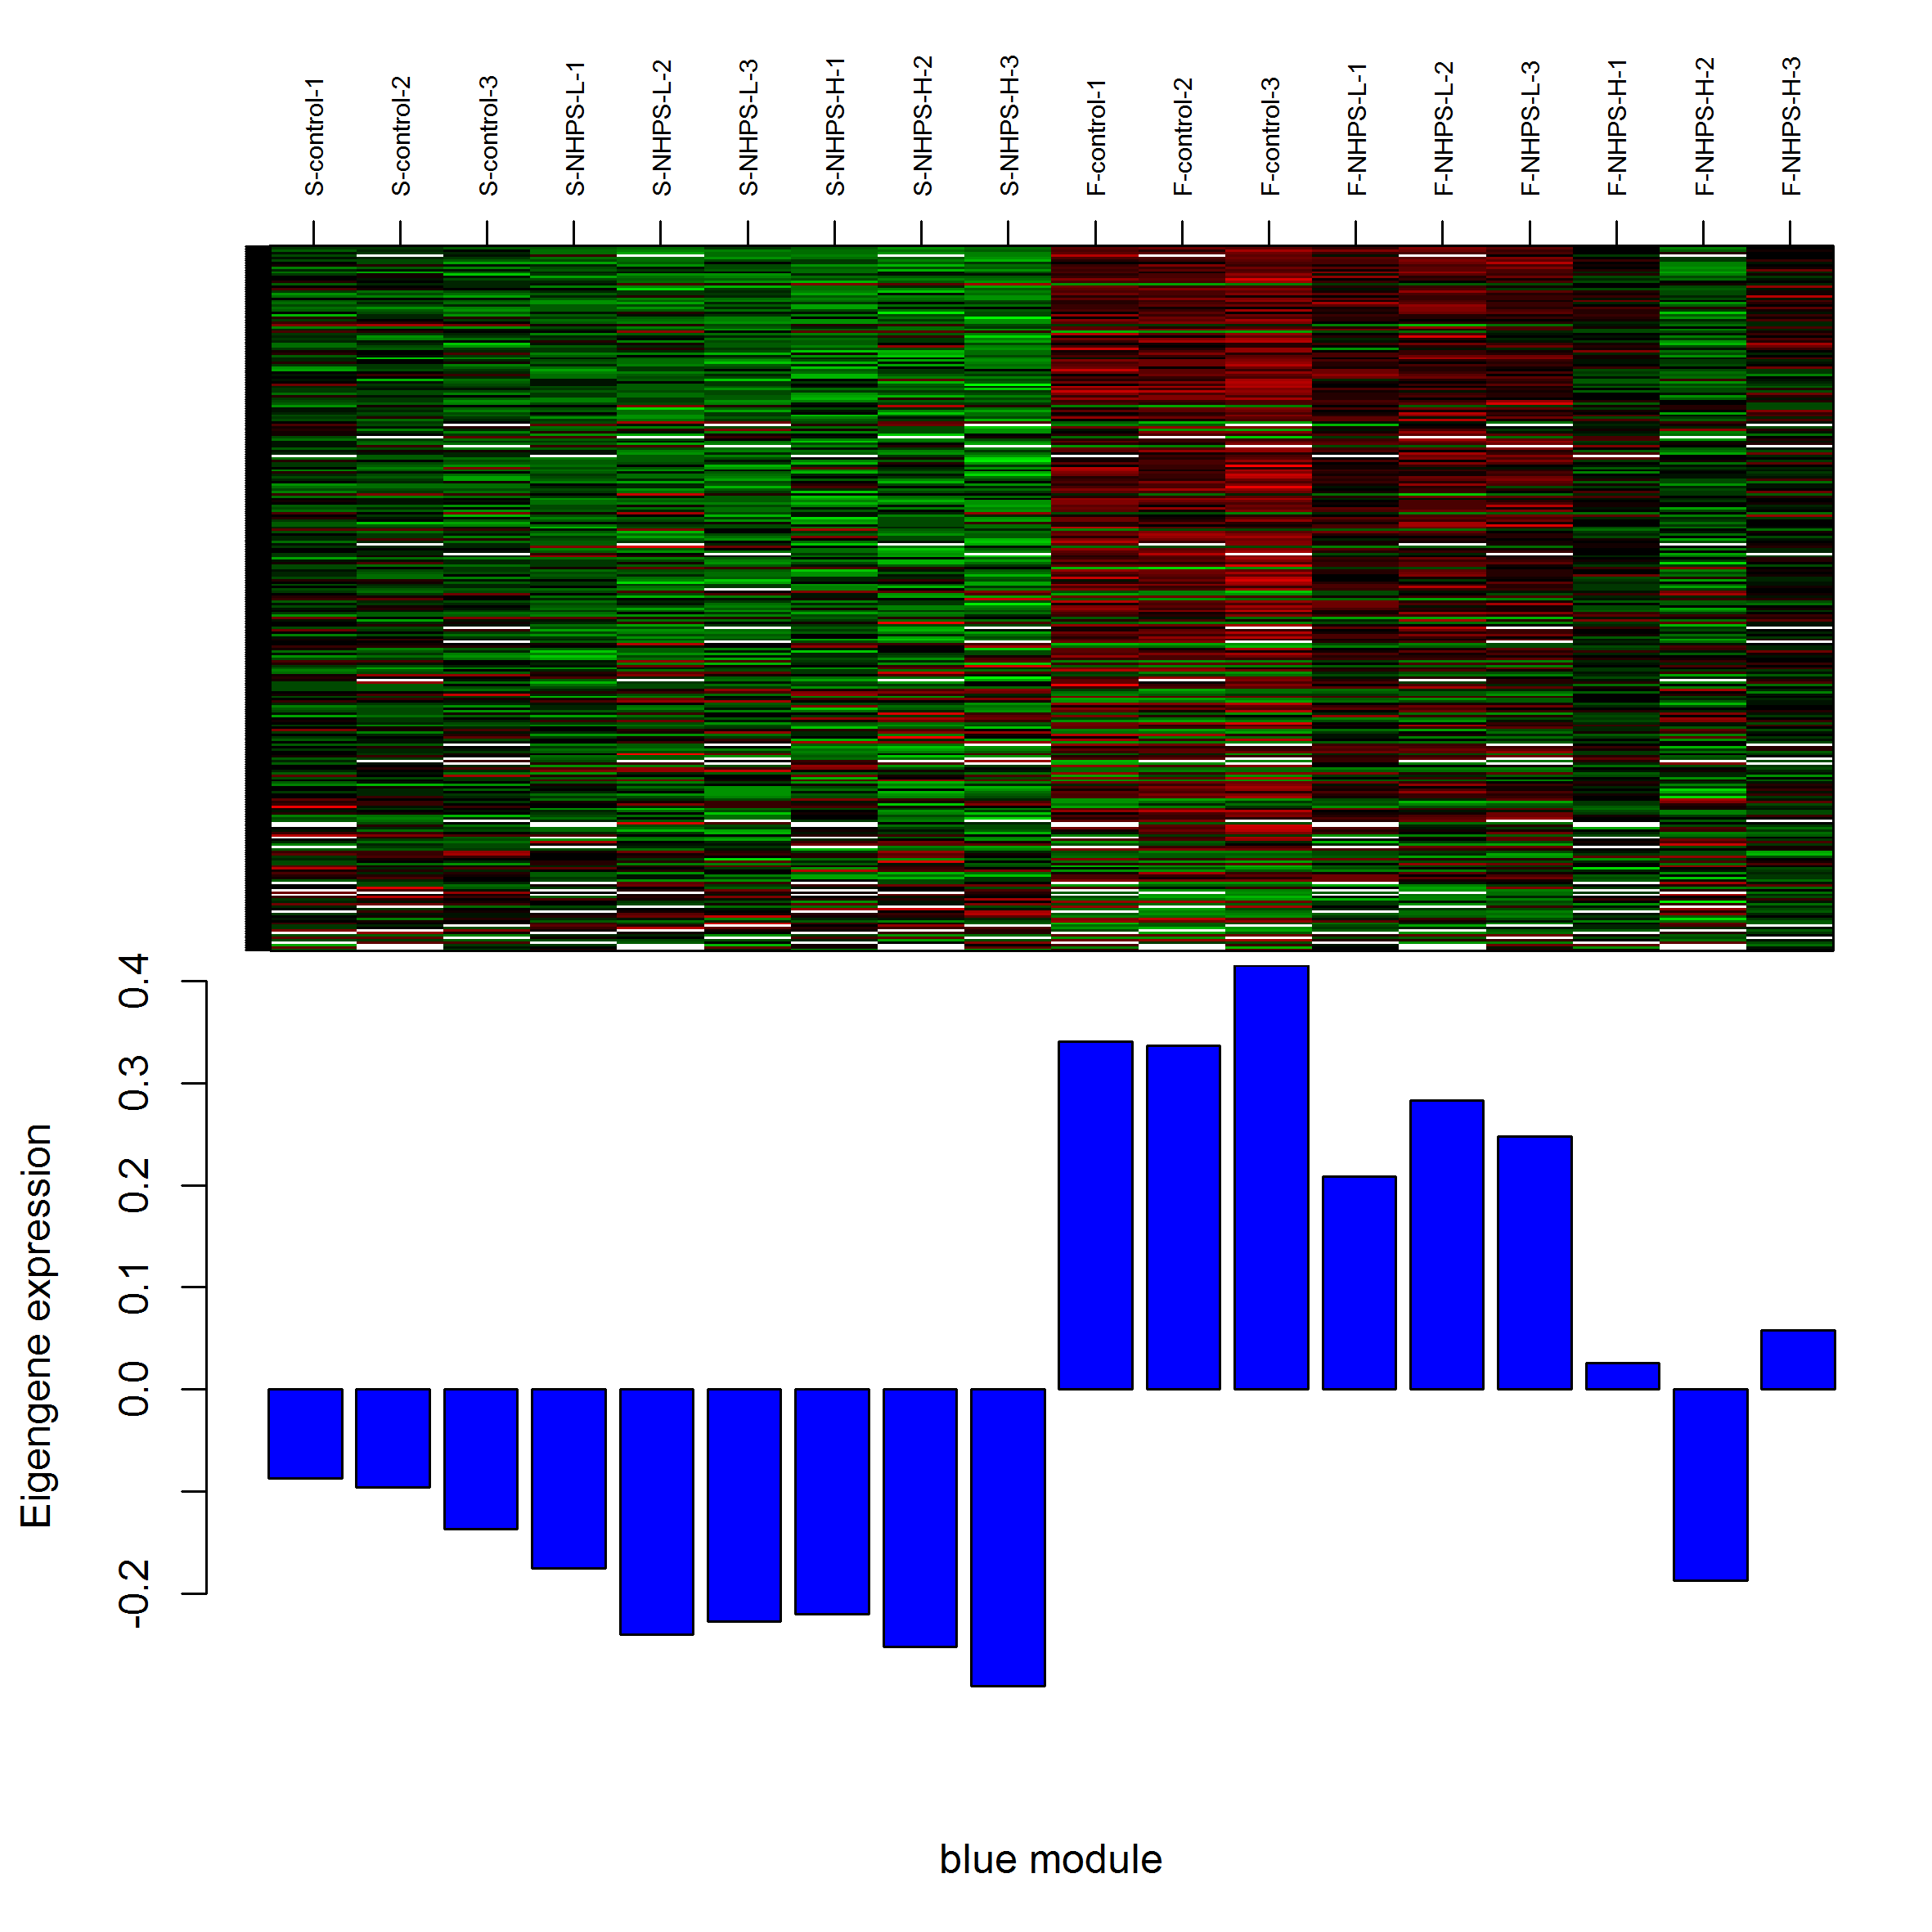 S-control-1
S-control-2
S-control-3
S-NHPS-L-1
S-NHPS-L-2
S-NHPS-L-3
S-NHPS-H-1
S-NHPS-H-2
S-NHPS-H-3
F-control-1
F-control-2
F-control-3
F-NHPS-L-1
F-NHPS-L-2
F-NHPS-L-3
F-NHPS-H-1
F-NHPS-H-2
F-NHPS-H-3
Eigengene expression
0.4
0.3
0.2
0.1
0.0
-0.2
blue module